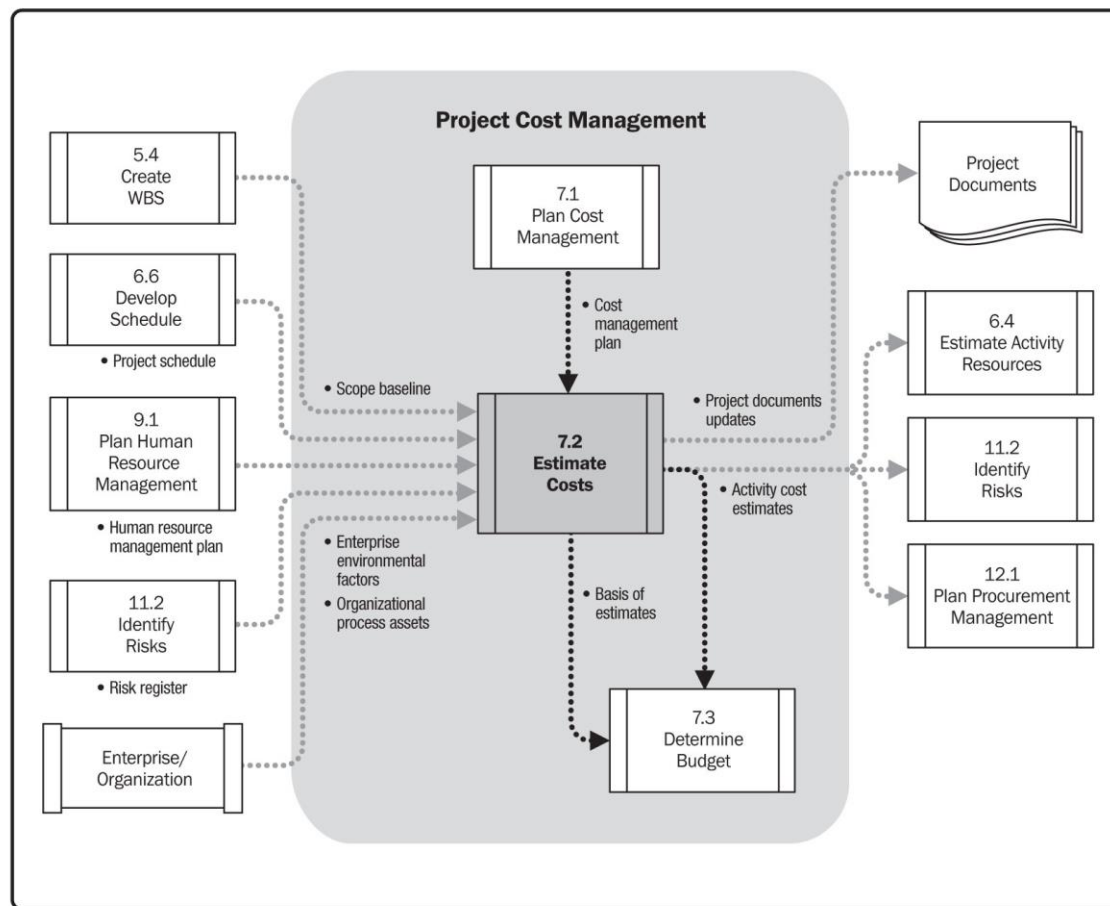 Project Cost Management
5.4
Create
WBS
6.6
Develop
Schedule
• Project schedule
9.1
Plan Human
Resource
Management
• Human resource
management plan
11.2
Identify
Risks
• Risk register
Enterprise/
Organization
7.1
Plan Cost
Management
• Cost
management
plan
• Scope baseline
7.2
Estimate
Costs
• Enterprise
environmental
factors
• Organizational
process assets
• Project documents
updates
• Activity cost
estimates
• Basis of
estimates
7.3
Determine
Budget
Project
Documents
6.4
Estimate Activity
Resources
11.2
Identify
Risks
12.1
Plan Procurement
Management